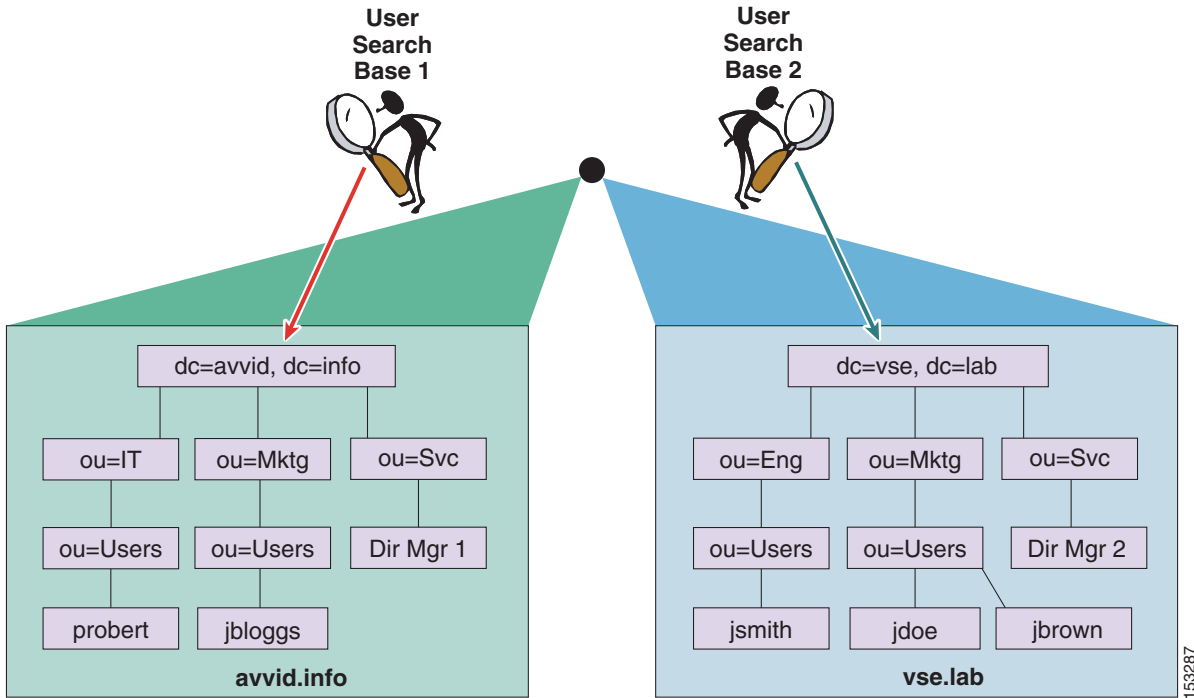 User
Search
Base 1
User
Search
Base 2
dc=avvid, dc=info
ou=IT
ou=Mktg
ou=Svc
ou=Users
ou=Users
Dir Mgr 1
probert
jbloggs
avvid.info
dc=vse, dc=lab
ou=Eng
ou=Mktg
ou=Svc
ou=Users
ou=Users
Dir Mgr 2
jsmith
jdoe
jbrown
vse.lab
153287